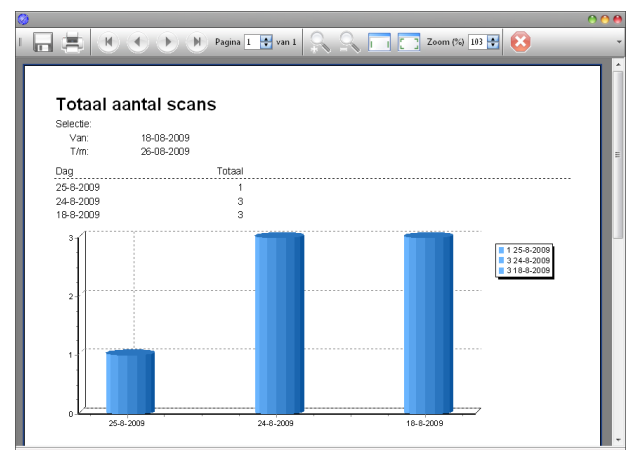 Pagina 1 van 1 Zoom (%) 103
Totaal aantal scans
Selectie:
Van: 18-08-2009
T/m: 26-08-2009
Dag Totaal
25-8-2009 1
24-8-2009 3
18-8-2009 3
3
2
1
0
25-8-2009 24-8-2009 18-8-2009
1 25-8-2009
3 24-8-2009
3 18-8-2009